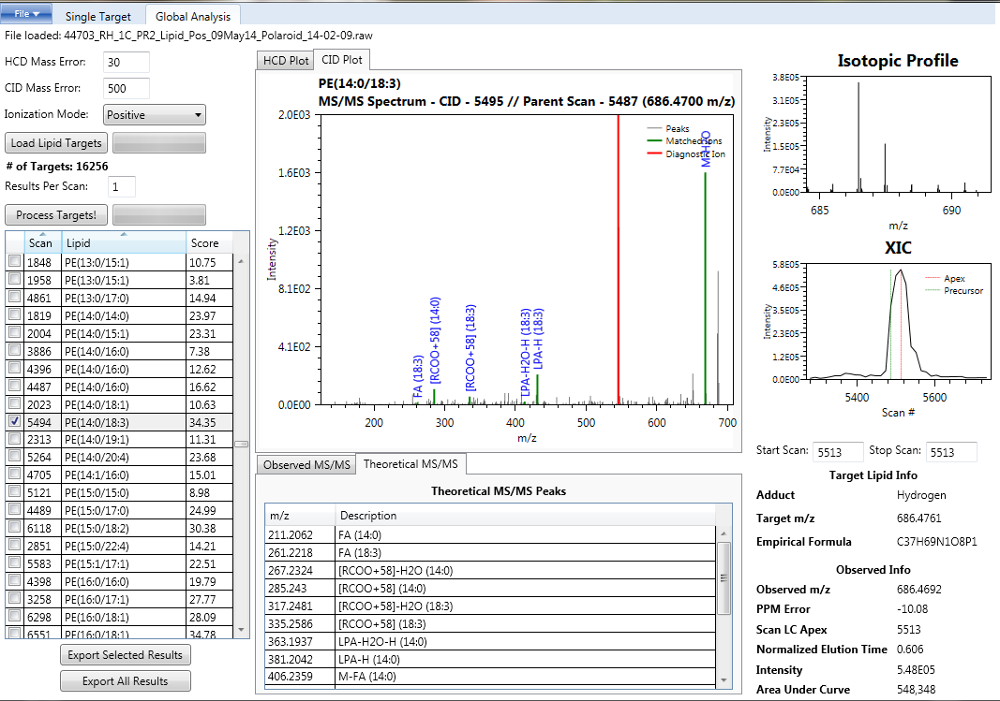 File
Single Target
Global Analysis
File loaded: 44703_RH_1C_PR2_Lipid_Pos_09May14_Polaroid_14-02-09.raw
HCD Mass Error: 30
CID Mass Error: 500
Ionization Mode: Positive
Load Lipid Targets
# of Targets: 16256
Results Per Scan: 1
Process Targets!
Scan Lipid Score
1848 PE(13:0/15:1) 10.75
1958 PE(13:0/15:1) 3.81
4861 PE(13:0/17:0) 14.94
1819 PE(14:0/14:0) 23.97
2004 PE(14:0/15:1) 23.31
3886 PE(14:0/16:0) 7.38
4396 PE(14:0/16:0) 12.62
4487 PE(14:0/16:0) 16.62
2023 PE(14:0/18:1) 10.63
5494 PE(14:0/18:3) 34.35
2313 PE(14:0/19:1) 11.31
5264 PE(14:0/20:4) 23.68
4705 PE(14:1/16:0) 15.01
5121 PE(15:0/15:0) 8.98
4489 PE(15:0/17:0) 24.99
6118 PE(15:0/18:2) 30.38
2851 PE(15:0/22:4) 14.21
5583 PE(15:1/17:1) 22.51
4398 PE(16:0/16:0) 19.79
3258 PE(16:0/17:1) 27.77
6298 PE(16:0/18:1) 28.09
6551 PE(16:0/18:1) 34.78
Export Selected Results
Export All Results
HCD Plot
CID Plot
PE(14:0/18:3)
MS/MS Spectrum - CID - 5495 // Parent Scan - 5487 (686.4700 m/z)
2.0E03
1.6E03
1.2E03
8.1E02
4.1E02
0.0E00
Intensity
Peaks
Matched Ions
Diagnostic Ion
M-H2O
FA (18:3)
[RCOO+58] (14:0)
[RCOO+58] (18:3)
LPA-H2O-H (18:3)
LPA-H (18:3)
200 300 400 500 600 700
m/z
Observed MS/MS
Theoretical MS/MS
Theoretical MS/MS Peaks
m/z Description
211.2062 FA (14:0)
261.2218 FA (18:3)
267.2324 [RCOO+58]-H2O (14:0)
285.243 [RCOO+58] (14:0)
317.2481 [RCOO+58]-H2O (18:3)
335.2586 [RCOO+58] (18:3)
363.1937 LPA-H2O-H (14:0)
381.2042 LPA-H (14:0)
406.2359 M-FA (14:0)
Isotopic Profile
3.8E05
3.1E05
2.3E05
1.5E05
7.7E04
0.0E00
Intensity
685 690
m/z
XIC
5.8E05
4.6E05
3.5E05
2.3E05
1.2E05
0.0E00
Intensity
Apex
Precursor
5400 5600
Scan #
Start Scan: 5513 Stop Scan: 5513
Target Lipid Info
Adduct Hydrogen
Target m/z 686.4761
Empirical Formula C37H69N1O8P1
Observed Info
Observed m/z 686.4692
PPM Error -10.08
Scan LC Apex 5513
Normalized Elution Time 0.606
Intensity 5.48E05
Area Under Curve 548,348